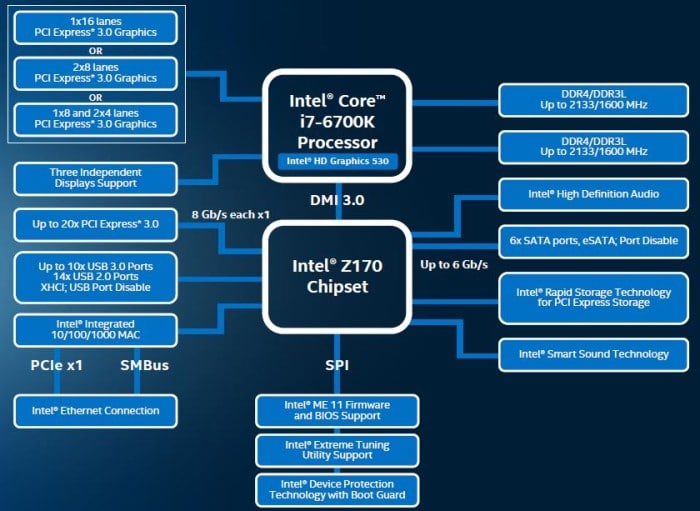 1x16 lanes
PCI Express* 3.0 Graphics
OR
2x8 lanes
PCI Express* 3.0 Graphics
OR
1x8 and 2x4 lanes
PCI Express* 3.0 Graphics
Three Independent
Displays Support
Intel® Core™
i7-6700K
Processor
Intel® HD Graphics 530
DDR4/DDR3L
Up to 2133/1600 MHz
DDR4/DDR3L
Up to 2133/1600 MHz
DMI 3.0
Up to 20x PCI Express* 3.0
8 Gb/s each x1
Up to 10x USB 3.0 Ports
14x USB 2.0 Ports
XHCI; USB Port Disable
Intel® Integrated
10/100/1000 MAC
PCIe x1
SMBus
Intel® Ethernet Connection
Intel® Z170
Chipset
Intel® High Definition Audio
6x SATA ports, eSATA; Port Disable
Up to 6 Gb/s
Intel® Rapid Storage Technology
for PCI Express Storage
Intel® Smart Sound Technology
SPI
Intel® ME 11 Firmware
and BIOS Support
Intel® Extreme Tuning
Utility Support
Intel® Device Protection
Technology with Boot Guard